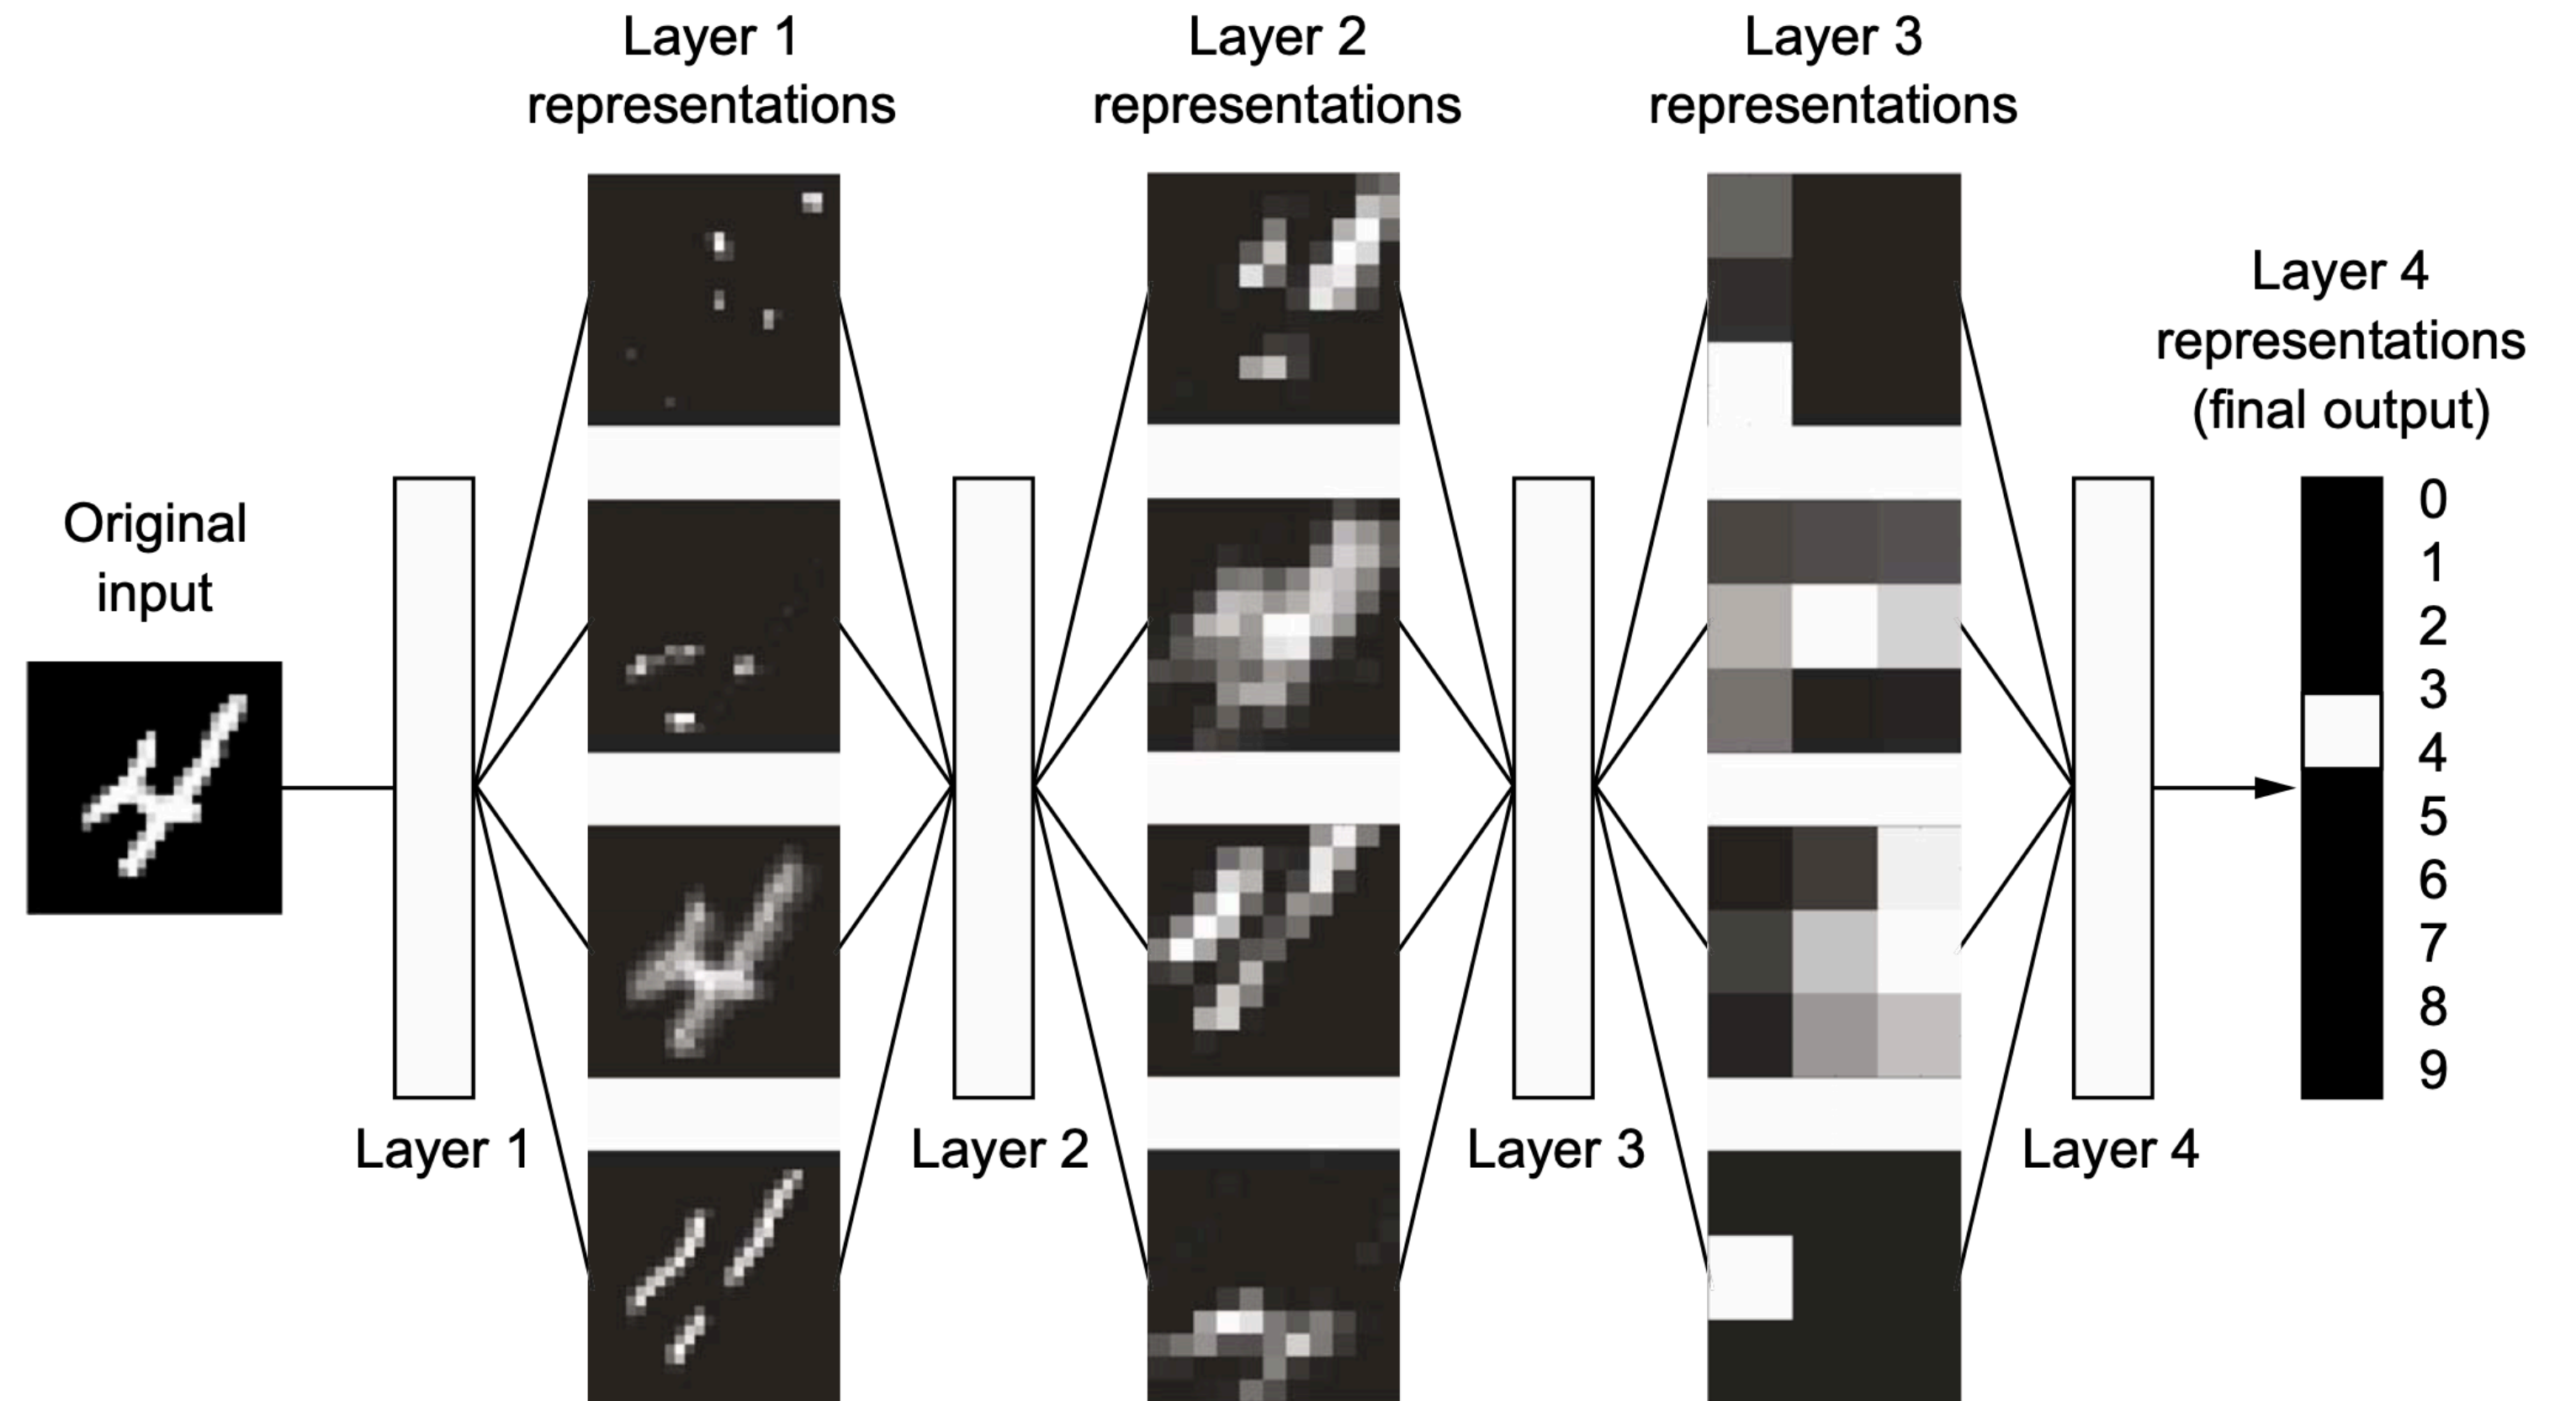 Layer 1
representations
Layer 2
representations
Layer 3
representations
Layer 4
representations
(final output)
Original
input
0
1
2
3
4
5
6
7
8
9
Layer 1
Layer 2
Layer 3
Layer 4